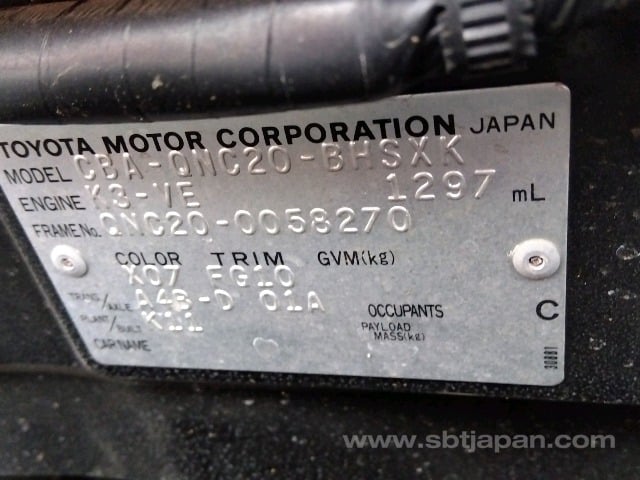 TOYOTA MOTOR CORPORATION JAPAN
MODEL CBA-QNC20-BHSXK
ENGINE K3-VE 1297 mL
FRAME No. QNC20-0058270
COLOR TRIM GVM(kg)
X07 FG10
TRANS/AXLE A4B-D 01A
OCCUPANTS C
PLANT/BUILT K11
PAYLOAD MASS(kg)
CAR NAME
30881
www.sbtjapan.com